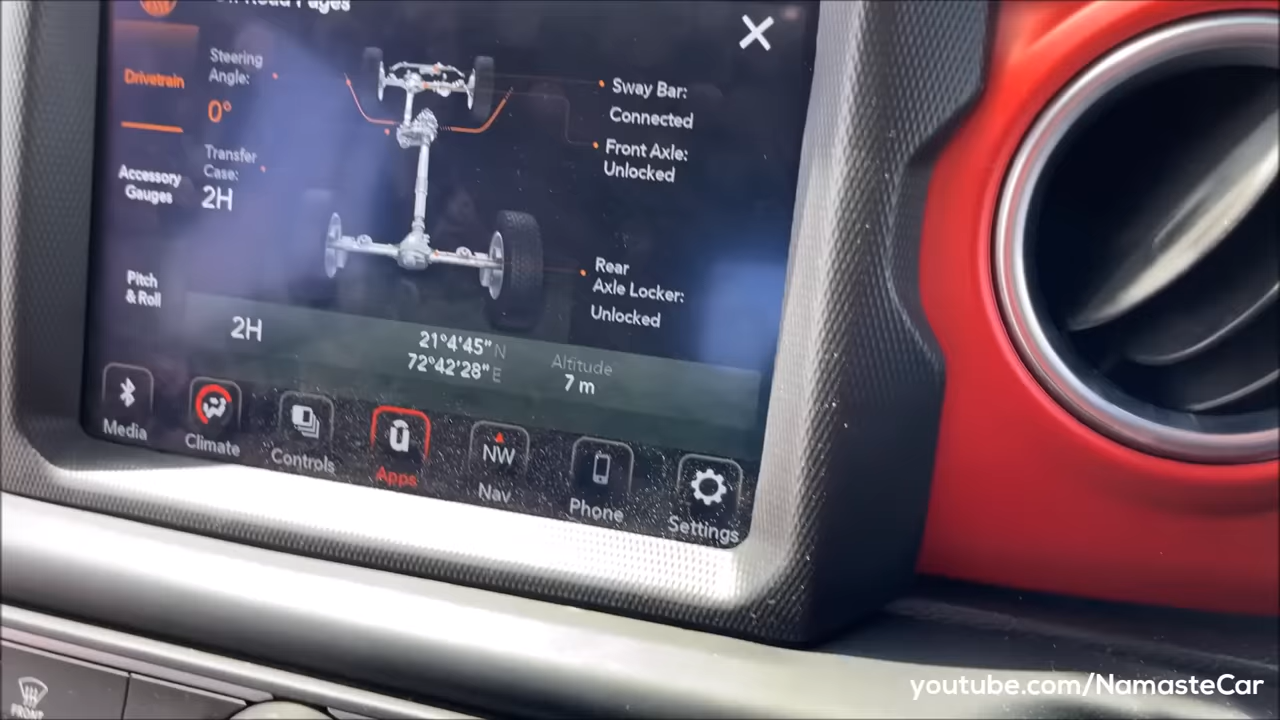 Off Road Pages
Drivetrain
Steering
Angle:
0°
Transfer
Case:
2H
Accessory
Gauges
Pitch
& Roll
Sway Bar:
Connected
Front Axle:
Unlocked
Rear
Axle Locker:
Unlocked
2H
21°4'45" N
72°42'28" E
Altitude
7 m
Media
Climate
Controls
Apps
NW
Nav
Phone
Settings
FRONT
youtube.com/NamasteCar